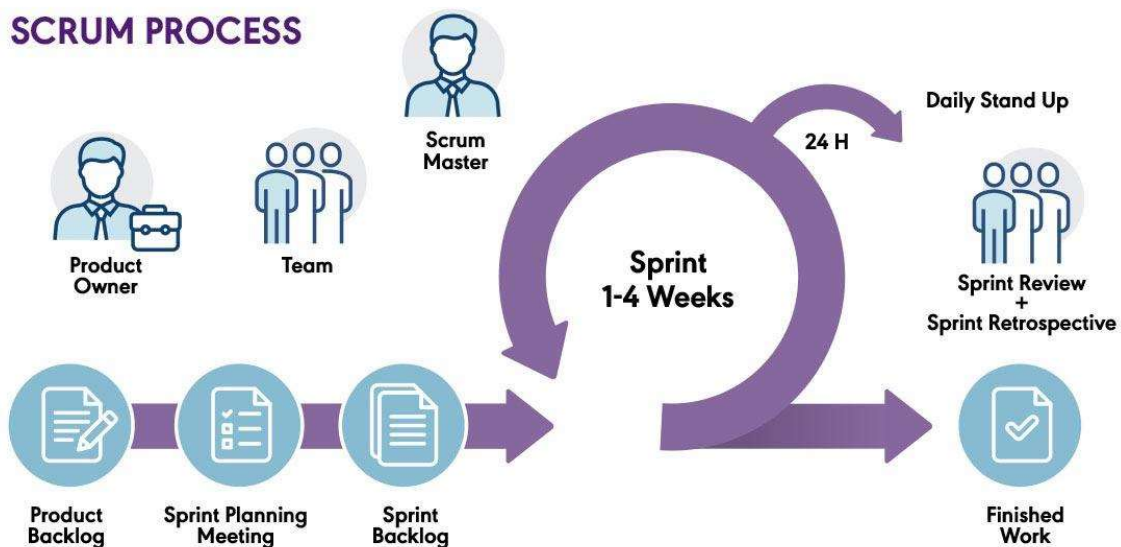 SCRUM PROCESS
Scrum
Master
Product
Owner
Team
Daily Stand Up
24 H
Sprint
1-4 Weeks
Sprint Review
+
Sprint Retrospective
Product
Backlog
Sprint Planning
Meeting
Sprint
Backlog
Finished
Work